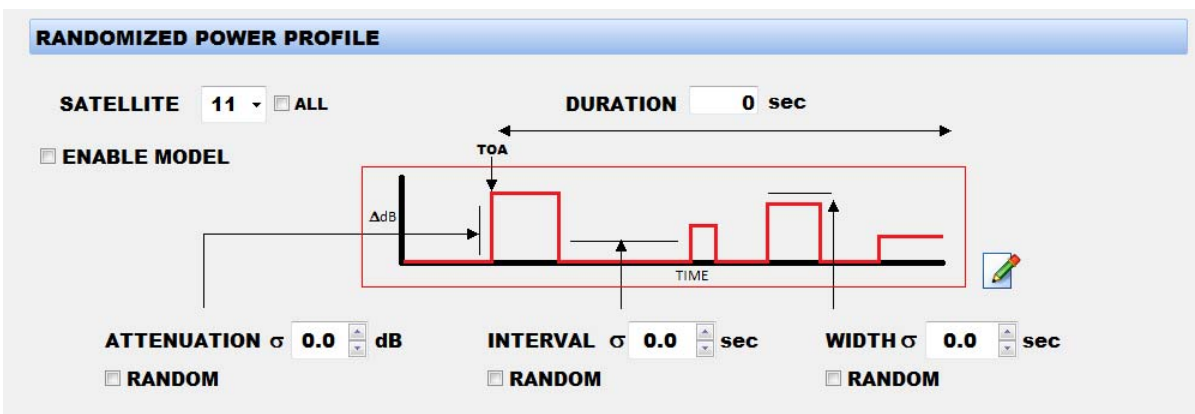 RANDOMIZED POWER PROFILE
SATELLITE 11 ALL DURATION 0 sec
ENABLE MODEL
TOA
ΔdB
TIME
ATTENUATION σ 0.0 dB INTERVAL σ 0.0 sec WIDTH σ 0.0 sec
RANDOM RANDOM RANDOM